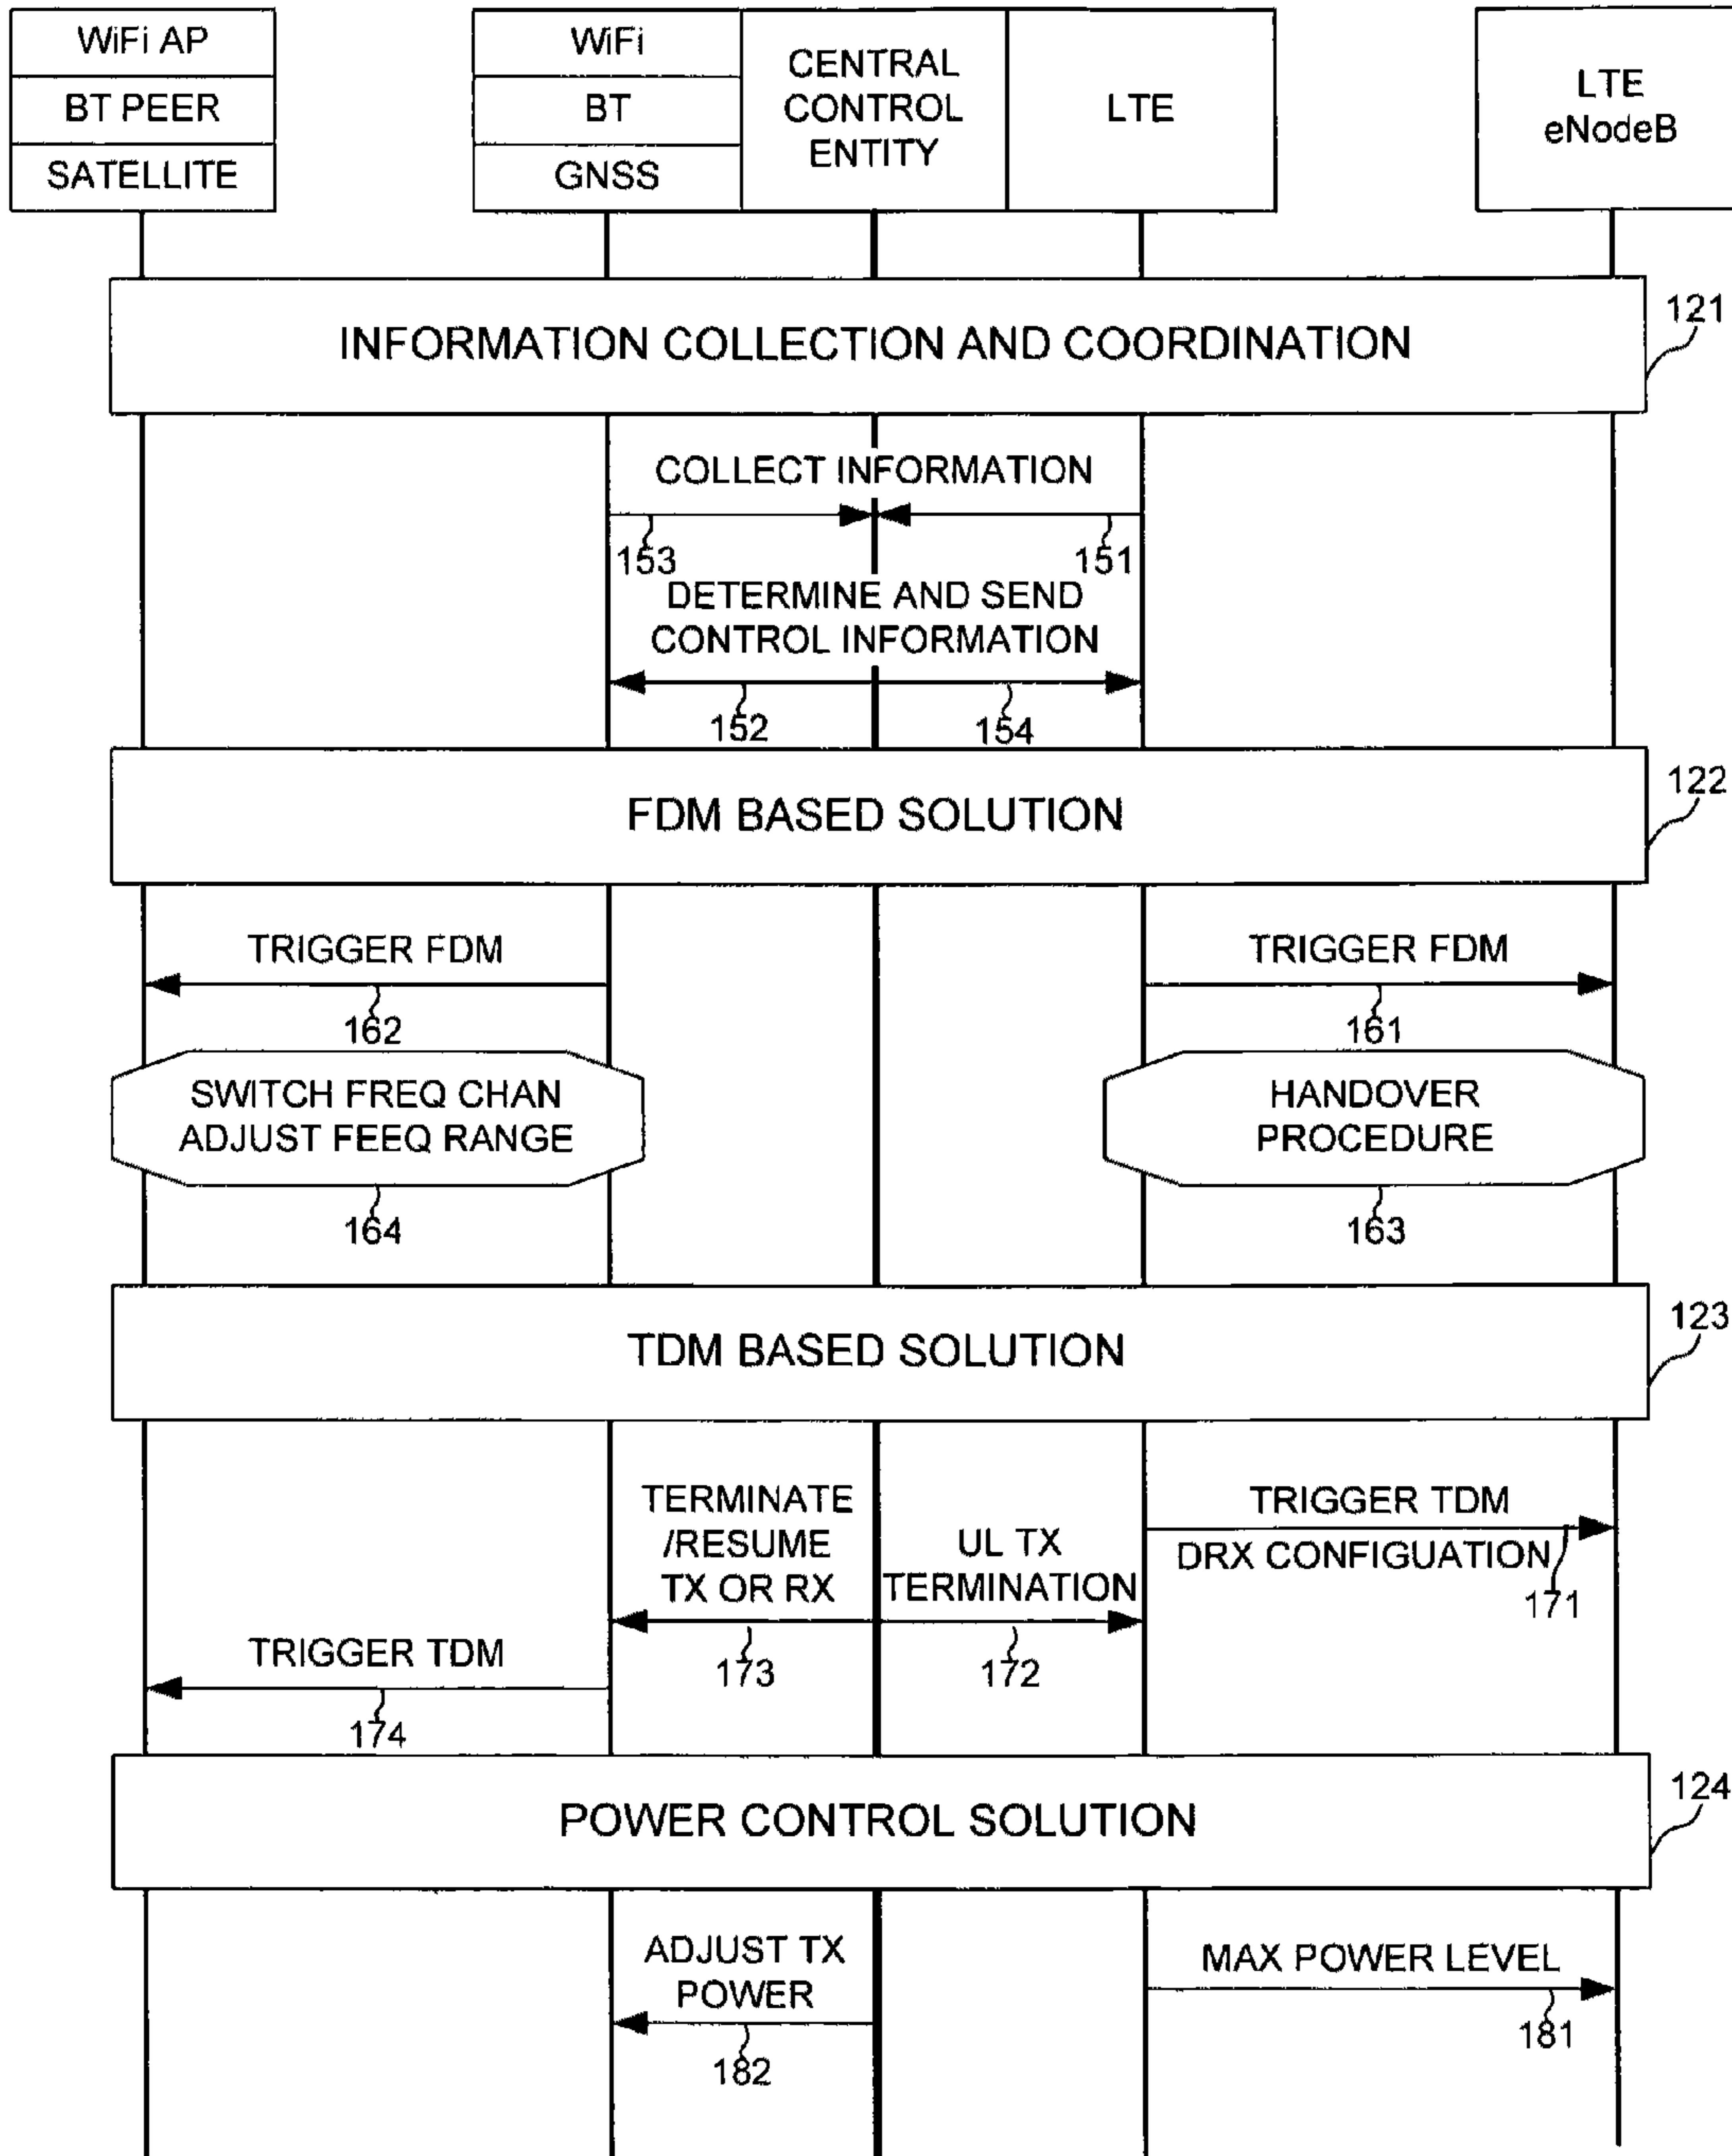 WiFi AP
BT PEER
SATELLITE
WiFi
BT
GNSS
CENTRAL
CONTROL
ENTITY
LTE
LTE
eNodeB
INFORMATION COLLECTION AND COORDINATION
121
COLLECT INFORMATION
153
151
DETERMINE AND SEND
CONTROL INFORMATION
152
154
FDM BASED SOLUTION
122
TRIGGER FDM
162
TRIGGER FDM
161
SWITCH FREQ CHAN
ADJUST FEEQ RANGE
164
HANDOVER
PROCEDURE
163
TDM BASED SOLUTION
123
TERMINATE
/RESUME
TX OR RX
173
UL TX
TERMINATION
172
TRIGGER TDM
DRX CONFIGUATION
171
TRIGGER TDM
174
POWER CONTROL SOLUTION
124
ADJUST TX
POWER
182
MAX POWER LEVEL
181